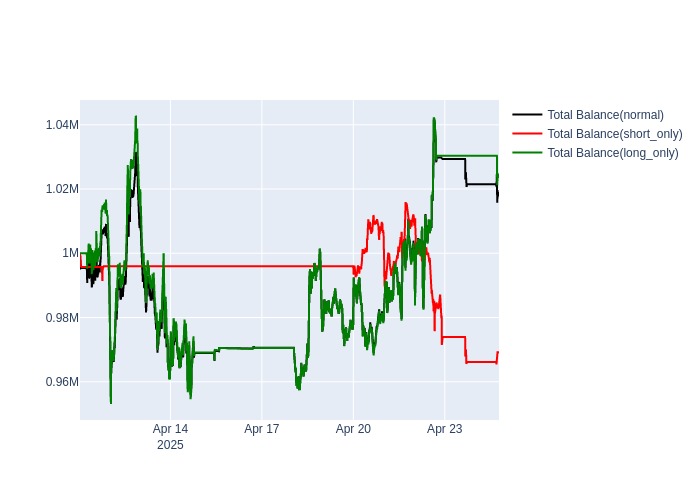 1.04M
1.02M
1M
0.98M
0.96M
Apr 14
2025
Apr 17
Apr 20
Apr 23
Total Balance(normal)
Total Balance(short_only)
Total Balance(long_only)